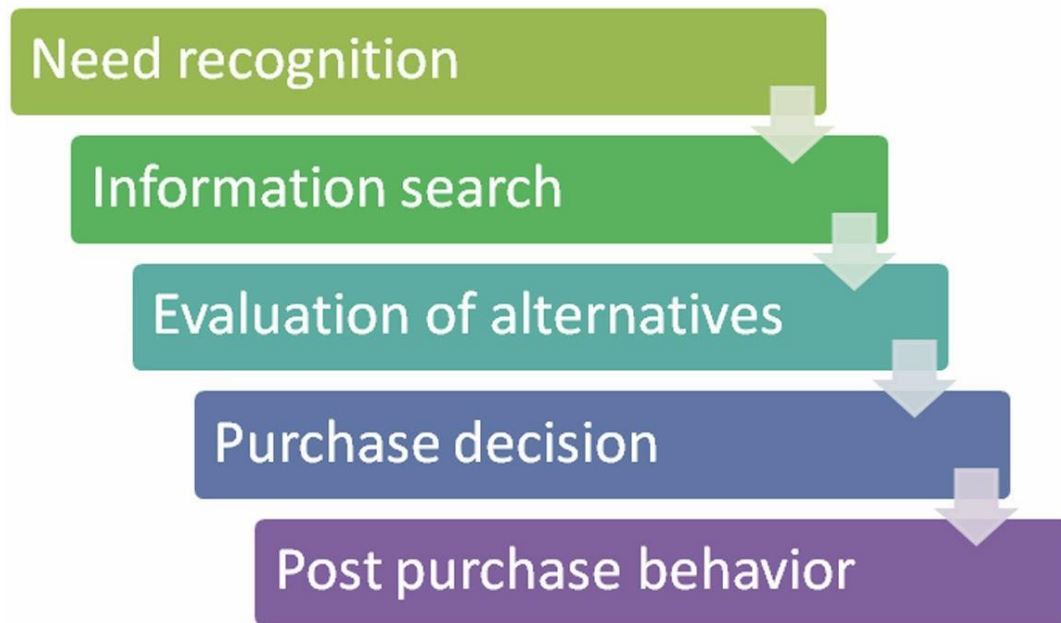 Need recognition
Information search
Evaluation of alternatives
Purchase decision
Post purchase behavior